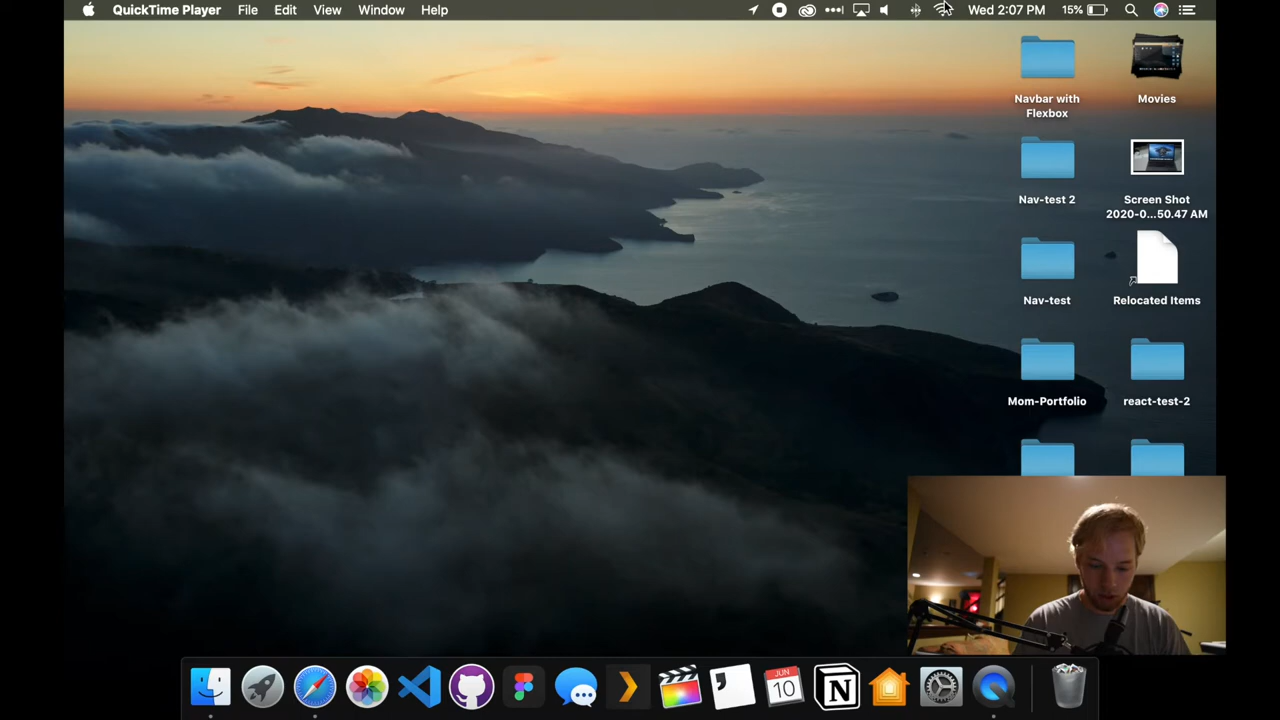 QuickTime Player File Edit View Window Help Wed 2:07 PM 15%
Navbar with
Flexbox
Movies
Nav-test 2
Screen Shot
2020-0...50.47 AM
Nav-test
Relocated Items
Mom-Portfolio
react-test-2
JUN
10